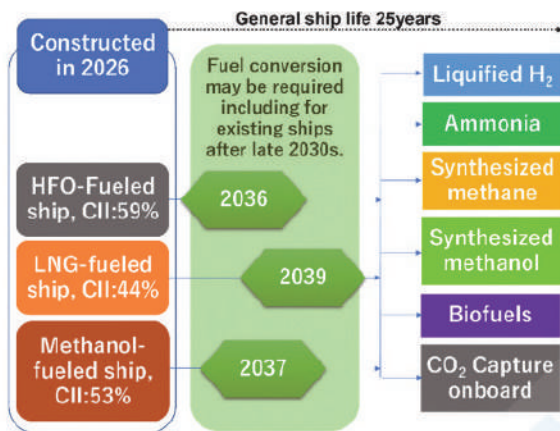 General ship life 25years
Constructed
in 2026
Fuel conversion
may be required
including for
existing ships
after late 2030s.
HFO-Fueled
ship, CII:59%
LNG-fueled
ship, CII:44%
Methanol-
fueled ship,
CII:53%
2036
2039
2037
Liquified H₂
Ammonia
Synthesized
methane
Synthesized
methanol
Biofuels
CO₂ Capture
onboard